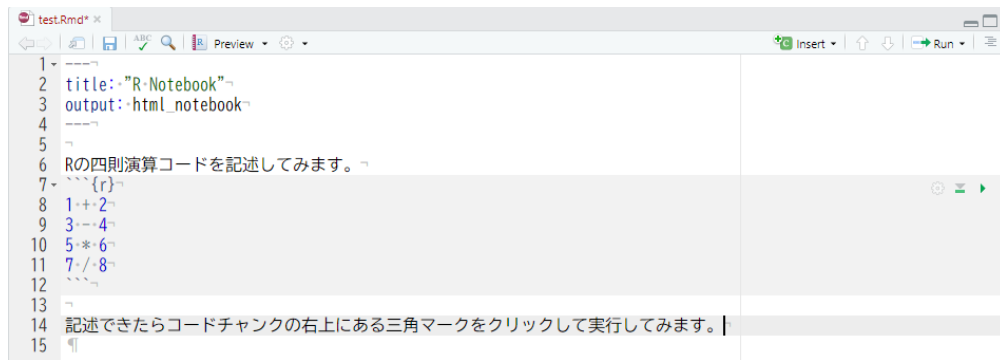 test.Rmd*
ABC Preview Insert Run
1 ---
2 title: "R Notebook"
3 output: html_notebook
4 ---
5
6 Rの四則演算コードを記述してみます。
7 ```{r}
8 1 + 2
9 3 - 4
10 5 * 6
11 7 / 8
12 ```
13
14 記述できたらコードチャンクの右上にある三角マークをクリックして実行してみます。
15